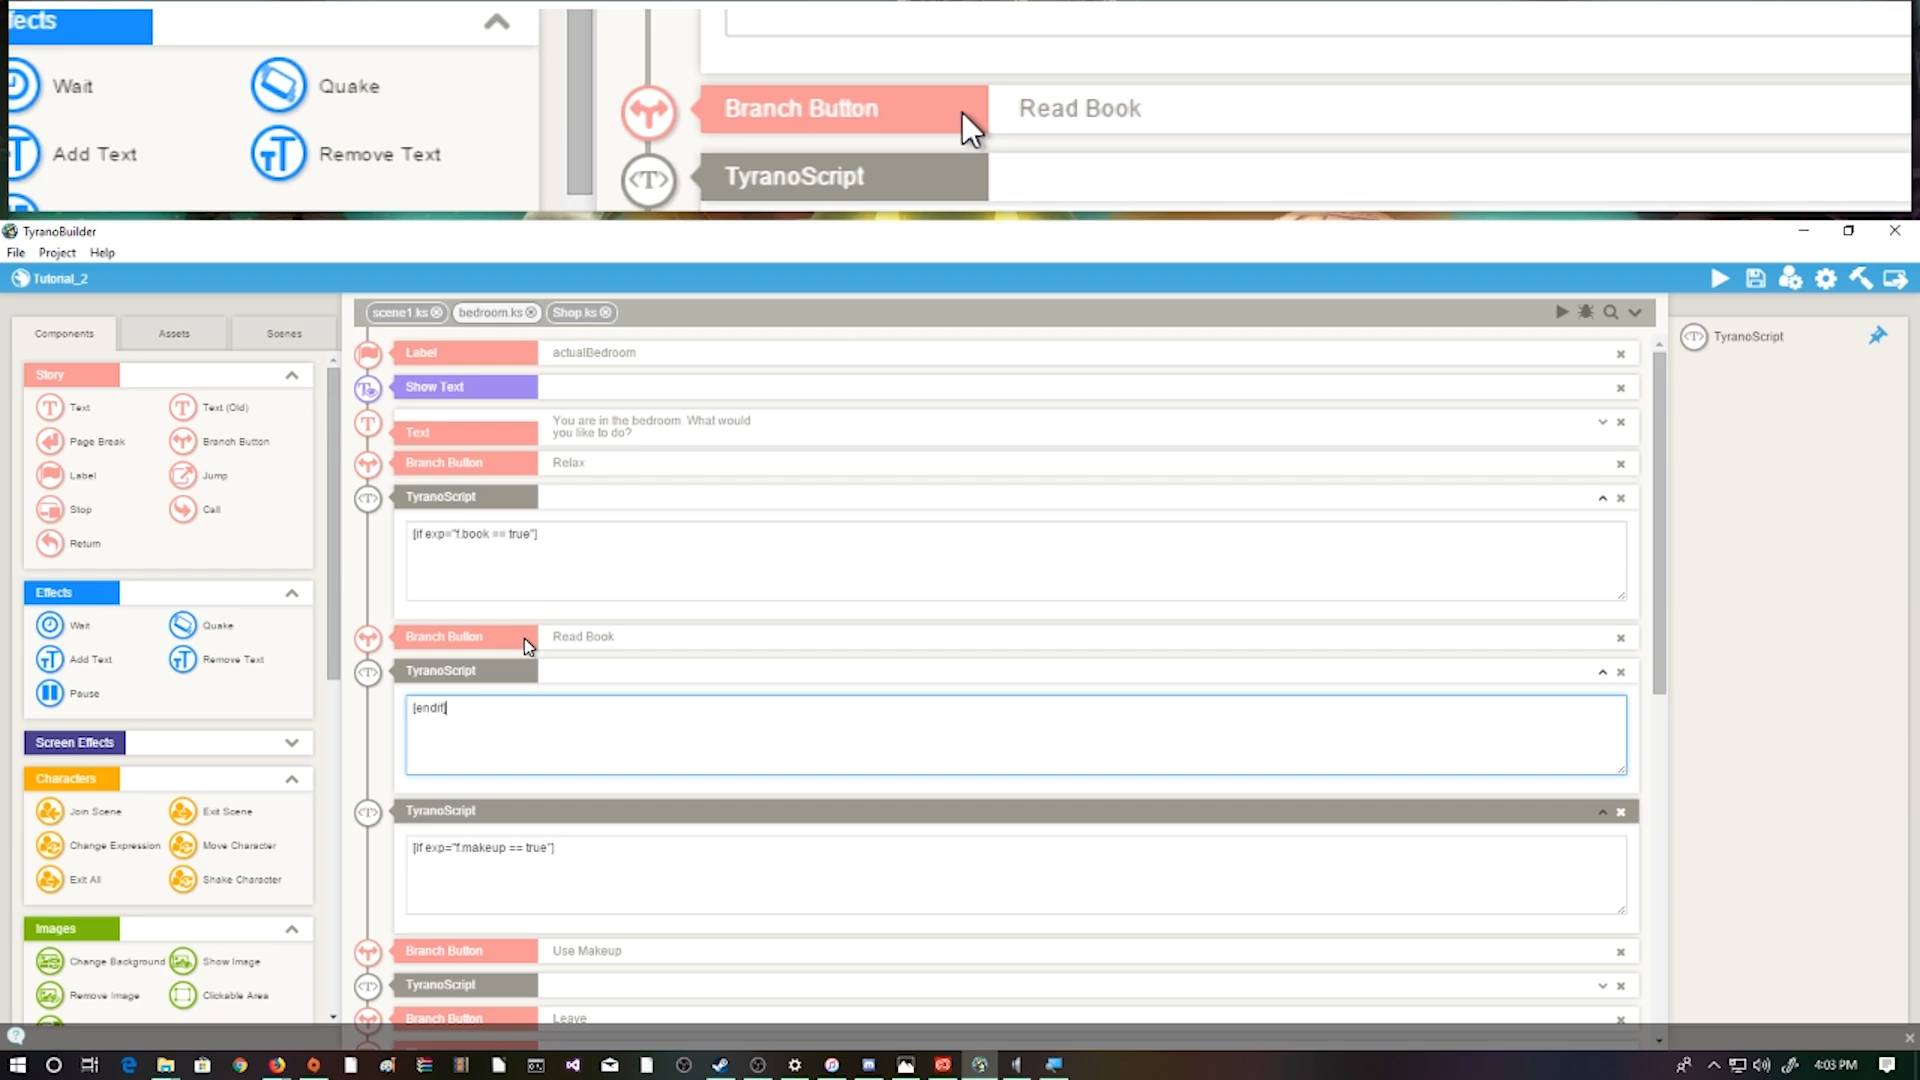 fects
Wait
Quake
Add Text
Remove Text
Branch Button
Read Book
TyranoScript
TyranoBuilder
File Project Help
Tutorial_2
Components
Assets
Scenes
Story
Text
Text (Old)
Page Break
Branch Button
Label
Jump
Stop
Call
Return
Effects
Wait
Quake
Add Text
Remove Text
Pause
Screen Effects
Characters
Join Scene
Exit Scene
Change Expression
Move Character
Exit All
Shake Character
Images
Change Background
Show Image
Remove Image
Clickable Area
scene1.ks
bedroom.ks
Shop.ks
Label
actualBedroom
Show Text
Text
You are in the bedroom. What would
you like to do?
Branch Button
Relax
TyranoScript
[if exp="f.book == true"]
Branch Button
Read Book
TyranoScript
[endif]
TyranoScript
[if exp="f.makeup == true"]
Branch Button
Use Makeup
TyranoScript
Branch Button
Leave
TyranoScript
4:03 PM